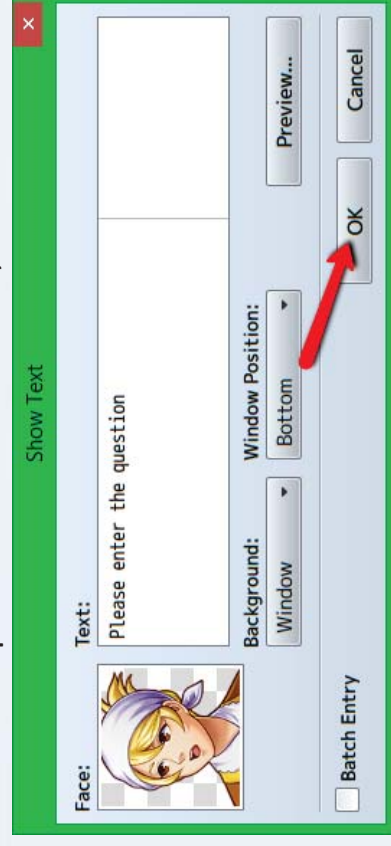 Show Text
×
Face:
Text:
Please enter the question
Background:
Window Position:
Window
Bottom
Preview...
Batch Entry
OK
Cancel